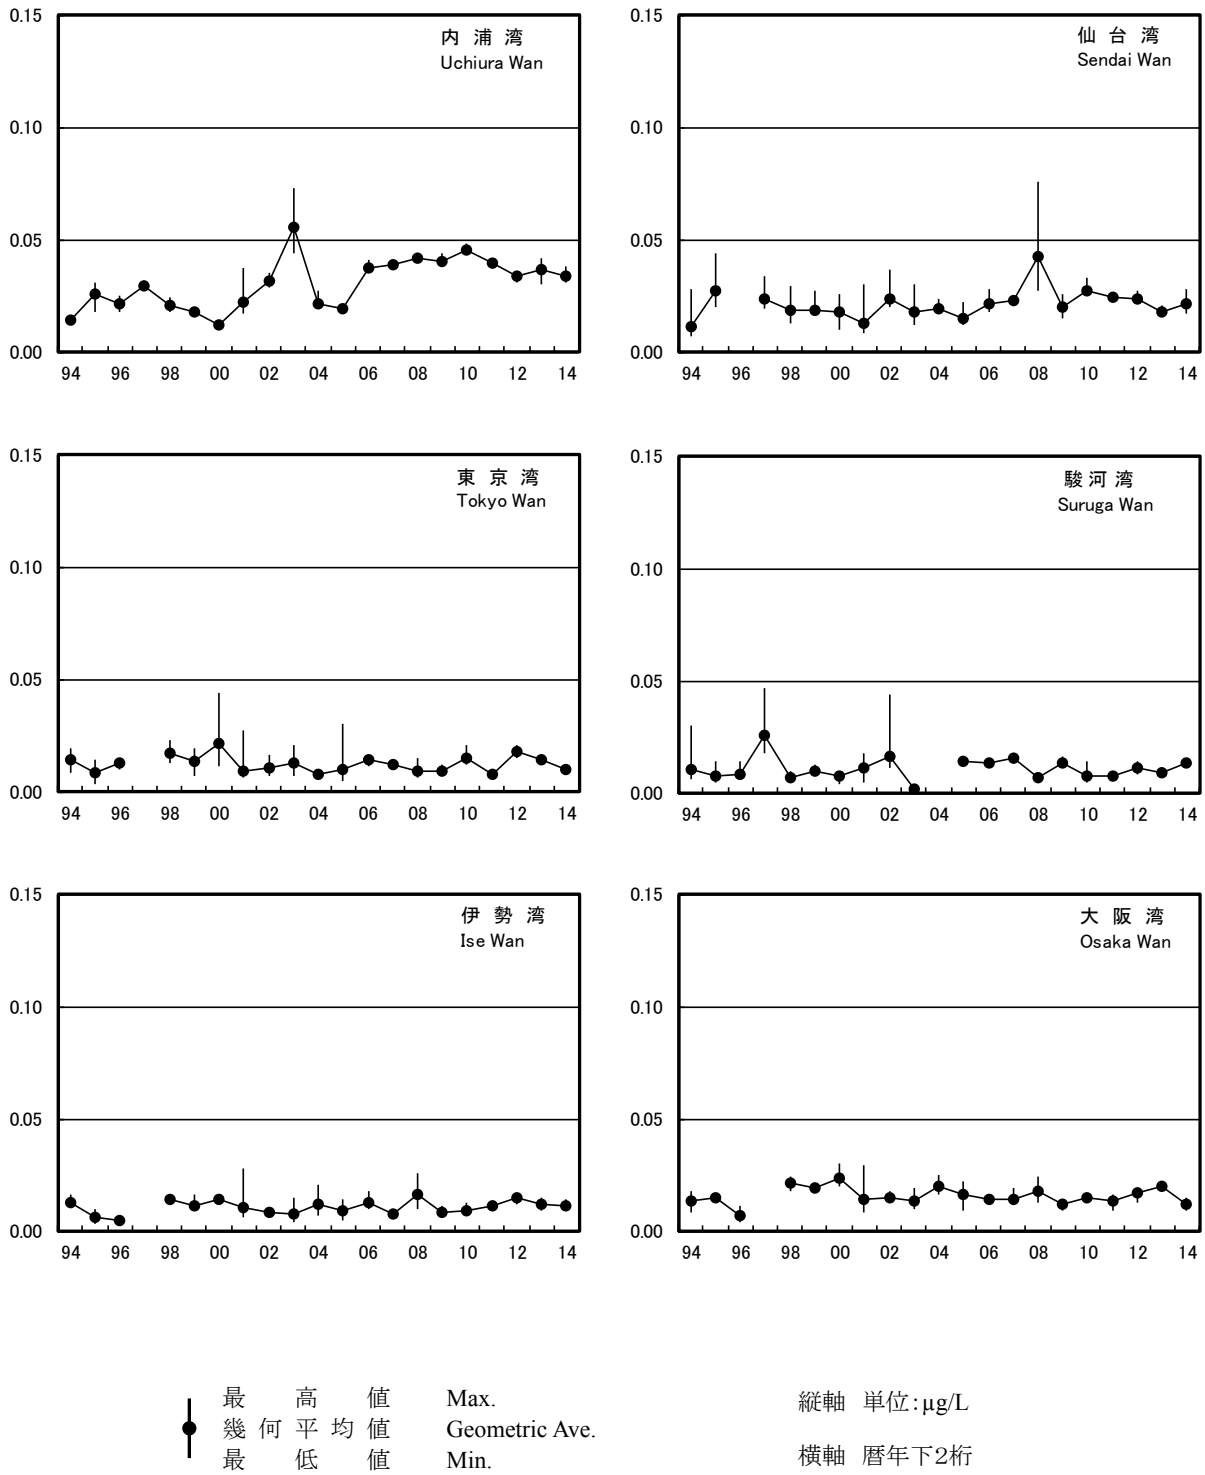 0.15
0.10
0.05
0.00
内浦湾
Uchiura Wan
94 96 98 00 02 04 06 08 10 12 14
0.15
0.10
0.05
0.00
仙台湾
Sendai Wan
94 96 98 00 02 04 06 08 10 12 14
0.15
0.10
0.05
0.00
東京湾
Tokyo Wan
94 96 98 00 02 04 06 08 10 12 14
0.15
0.10
0.05
0.00
駿河湾
Suruga Wan
94 96 98 00 02 04 06 08 10 12 14
0.15
0.10
0.05
0.00
伊勢湾
Ise Wan
94 96 98 00 02 04 06 08 10 12 14
0.15
0.10
0.05
0.00
大阪湾
Osaka Wan
94 96 98 00 02 04 06 08 10 12 14
最高値 Max.
幾何平均値 Geometric Ave.
最低値 Min.
縦軸 単位:µg/L
横軸 暦年下2桁